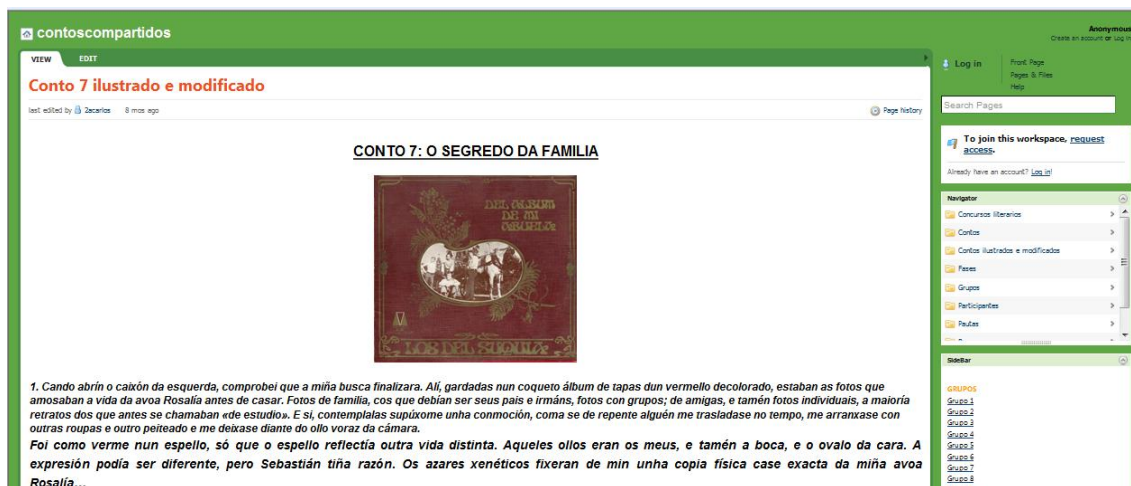 contoscompartidos
Anonymous
Create an account or Log in
VIEW
EDIT
Log in
Front Page
Pages & Files
Help
Conto 7 ilustrado e modificado
last edited by 2acarlos 8 mos ago
Page history
Search Pages
To join this workspace, request
access.
Already have an account? Log in!
CONTO 7: O SEGREDO DA FAMILIA
DEL ALBUM
DE MI
ABUELA
LOS DEL SUQUIA
Navigator
Concursos literarios
Contos
Contos ilustrados e modificados
Fases
Grupos
Participantes
Pautas
SideBar
GRUPOS
Grupo 1
Grupo 2
Grupo 3
Grupo 4
Grupo 5
Grupo 6
Grupo 7
Grupo 8
1. Cando abrín o caixón da esquerda, comprobei que a miña busca finalizara. Alí, gardadas nun coqueto álbum de tapas dun vermello decolorado, estaban as fotos que
amosaban a vida da avoa Rosalía antes de casar. Fotos de familia, cos que debían ser seus pais e irmáns, fotos con grupos; de amigas, e tamén fotos individuais, a maioría
retratos dos que antes se chamaban «de estudio». E si, contemplalas supúxome unha conmoción, coma se de repente alguén me trasladase no tempo, me arranxase con
outras roupas e outro peiteado e me deixase diante do ollo voraz da cámara.
Foi como verme nun espello, só que o espello reflectía outra vida distinta. Aqueles ollos eran os meus, e tamén a boca, e o ovalo da cara. A
expresión podía ser diferente, pero Sebastián tiña razón. Os azares xenéticos fixeran de min unha copia física case exacta da miña avoa
Rosalía...